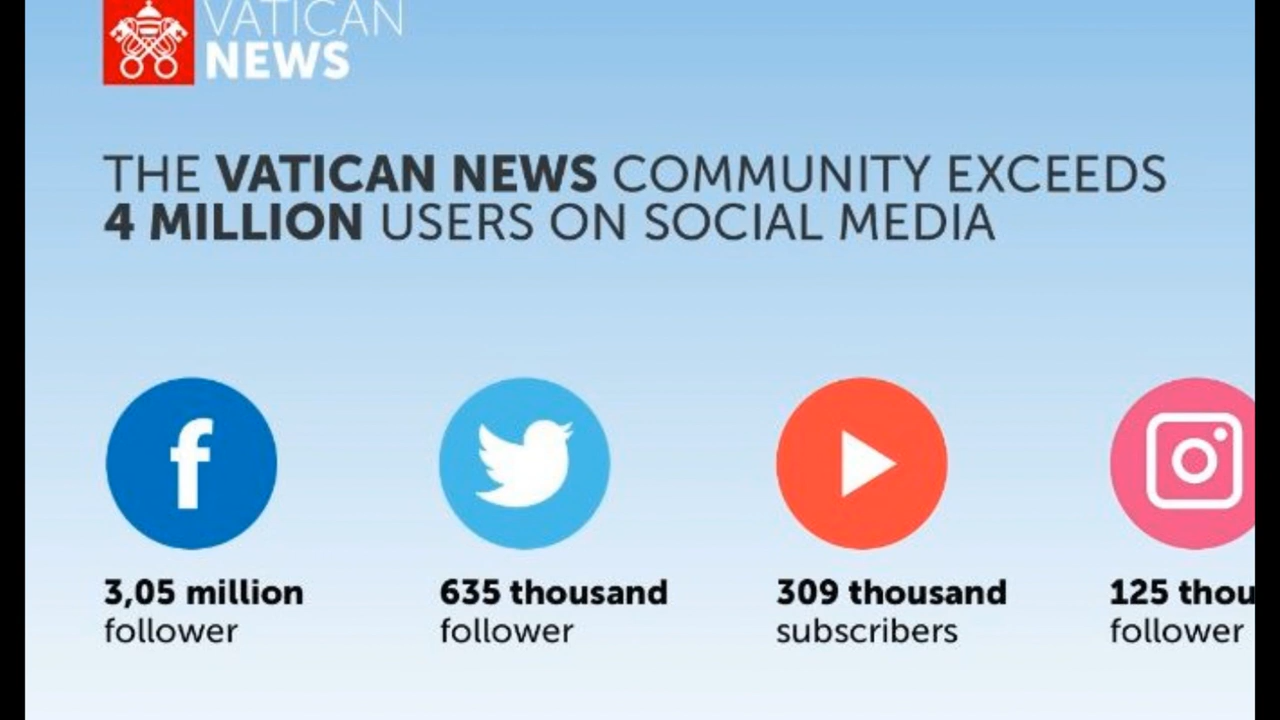 VATICAN
NEWS
THE VATICAN NEWS COMMUNITY EXCEEDS
4 MILLION USERS ON SOCIAL MEDIA
3,05 million
follower
635 thousand
follower
309 thousand
subscribers
125 thou
follower